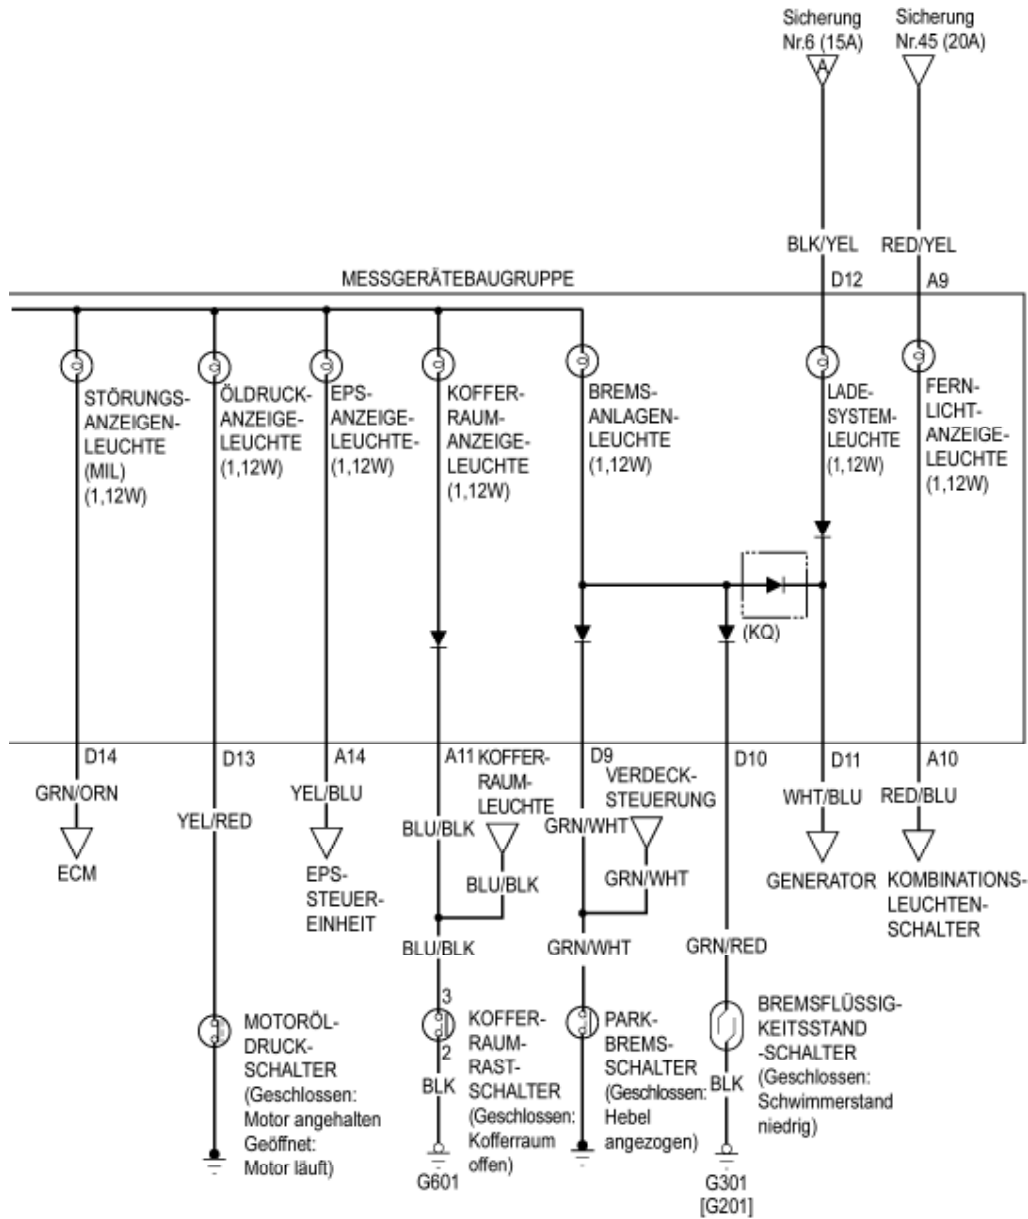 Sicherung
Nr.6 (15A)
Sicherung
Nr.45 (20A)
A
BLK/YEL
RED/YEL
MESSGERÄTEBAUGRUPPE
D12
A9
STÖRUNGS-
ANZEIGEN-
LEUCHTE
(MIL)
(1,12W)
ÖLDRUCK-
ANZEIGE-
LEUCHTE
(1,12W)
EPS-
ANZEIGE-
LEUCHTE-
(1,12W)
KOFFER-
RAUM-
ANZEIGE-
LEUCHTE
(1,12W)
BREMS-
ANLAGEN-
LEUCHTE
(1,12W)
LADE-
SYSTEM-
LEUCHTE
(1,12W)
FERN-
LICHT-
ANZEIGE-
LEUCHTE
(1,12W)
(KQ)
D14
D13
A14
A11
D9
D10
D11
A10
GRN/ORN
ECM
YEL/RED
YEL/BLU
EPS-
STEUER-
EINHEIT
BLU/BLK
KOFFER-
RAUM-
LEUCHTE
BLU/BLK
BLU/BLK
GRN/WHT
VERDECK-
STEUERUNG
GRN/WHT
GRN/WHT
GRN/RED
WHT/BLU
GENERATOR
RED/BLU
KOMBINATIONS-
LEUCHTEN-
SCHALTER
MOTORÖL-
DRUCK-
SCHALTER
(Geschlossen:
Motor angehalten
Geöffnet:
Motor läuft)
3
2
BLK
G601
KOFFER-
RAUM-
RAST-
SCHALTER
(Geschlossen:
Kofferraum
offen)
PARK-
BREMS-
SCHALTER
(Geschlossen:
Hebel
angezogen)
BLK
G301
[G201]
BREMSFLÜSSIG-
KEITSSTAND
-SCHALTER
(Geschlossen:
Schwimmerstand
niedrig)